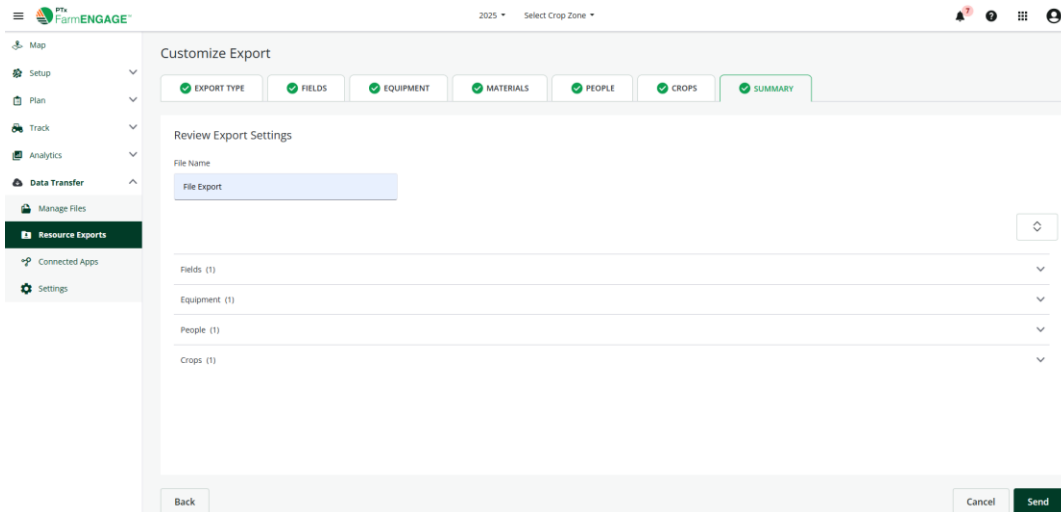 PTx
FarmENGAGE™
2025
Select Crop Zone
7
Map
Setup
Plan
Track
Analytics
Data Transfer
Manage Files
Resource Exports
Connected Apps
Settings
Customize Export
EXPORT TYPE
FIELDS
EQUIPMENT
MATERIALS
PEOPLE
CROPS
SUMMARY
Review Export Settings
File Name
File Export
Fields (1)
Equipment (1)
People (1)
Crops (1)
Back
Cancel
Send